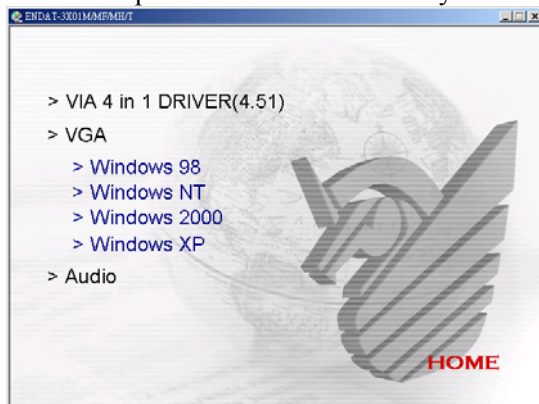 ENDAT-3X01M/MF/MH/T
> VIA 4 in 1 DRIVER(4.51)
> VGA
> Windows 98
> Windows NT
> Windows 2000
> Windows XP
> Audio
HOME